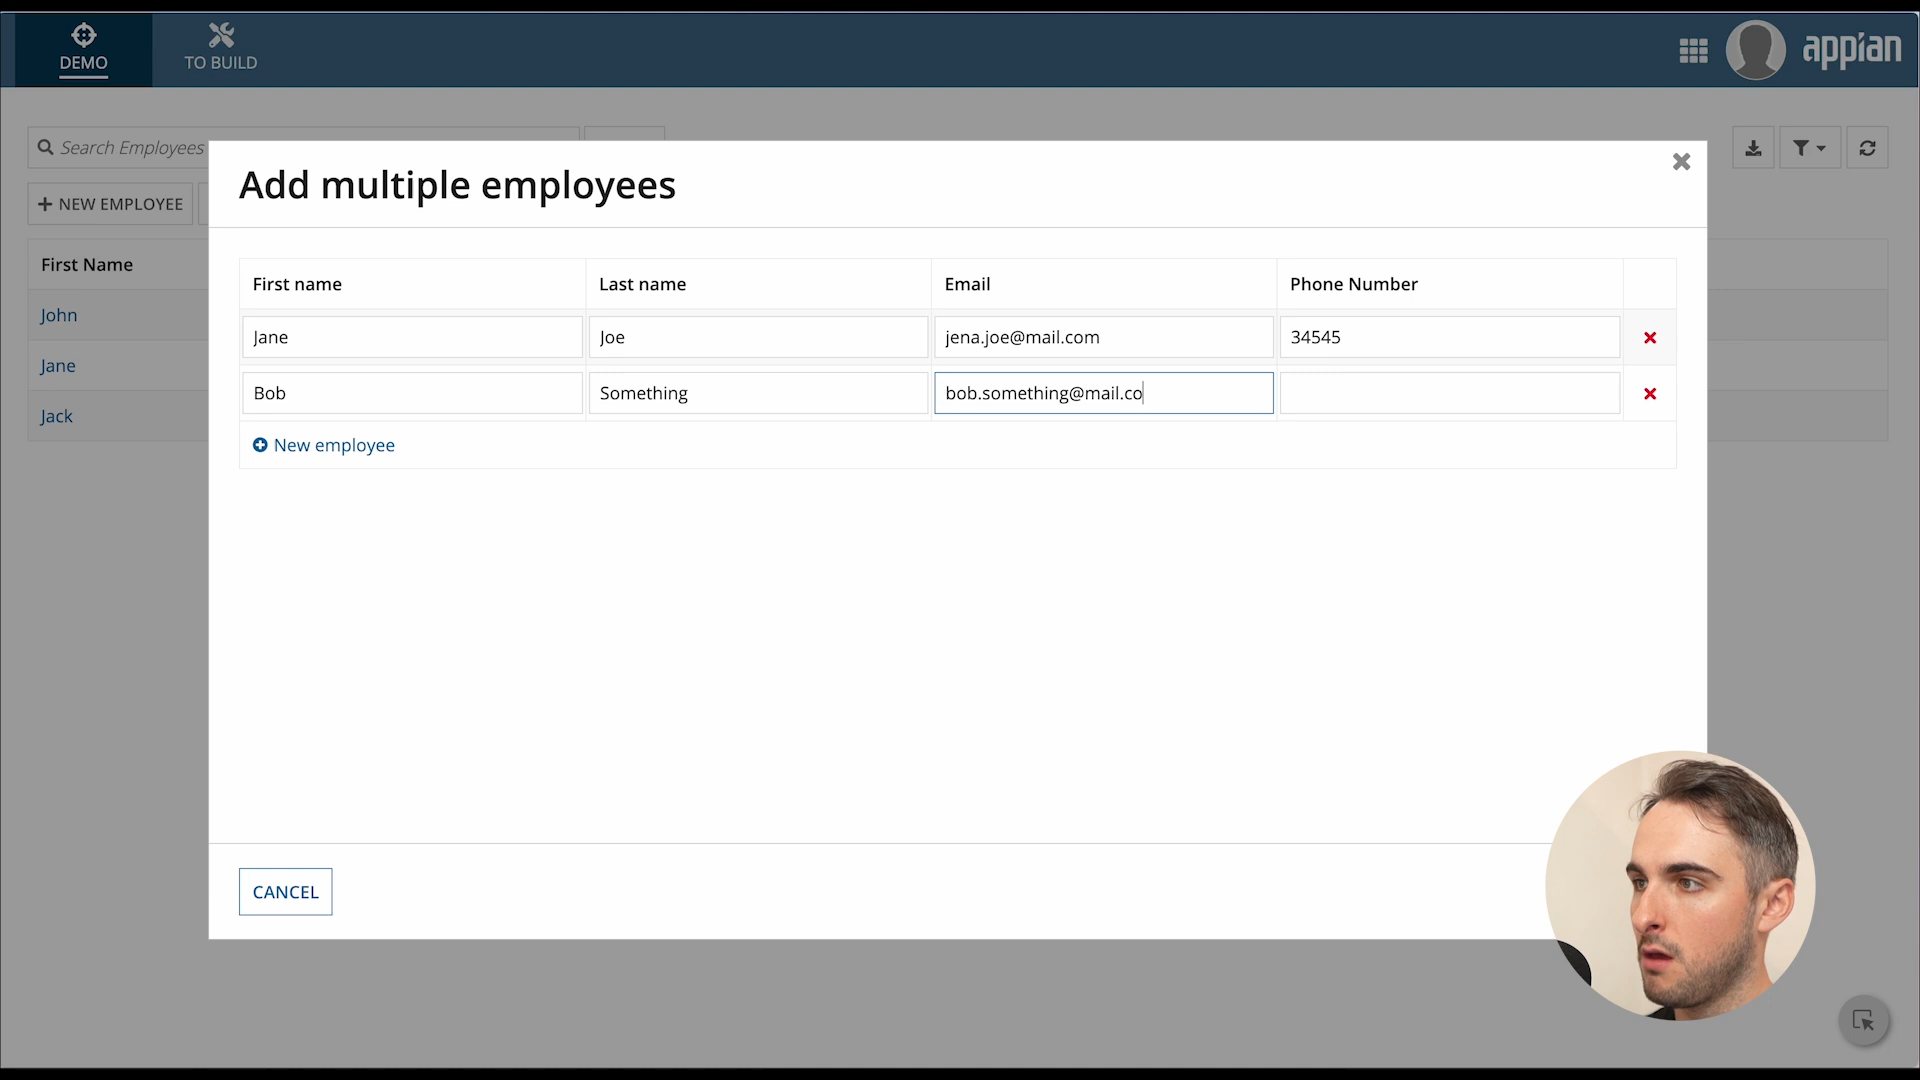 DEMO
TO BUILD
appian
Search Employees
NEW EMPLOYEE
First Name
John
Jane
Jack
Add multiple employees
First name Last name Email Phone Number
Jane Joe jena.joe@mail.com 34545
Bob Something bob.something@mail.co
New employee
CANCEL